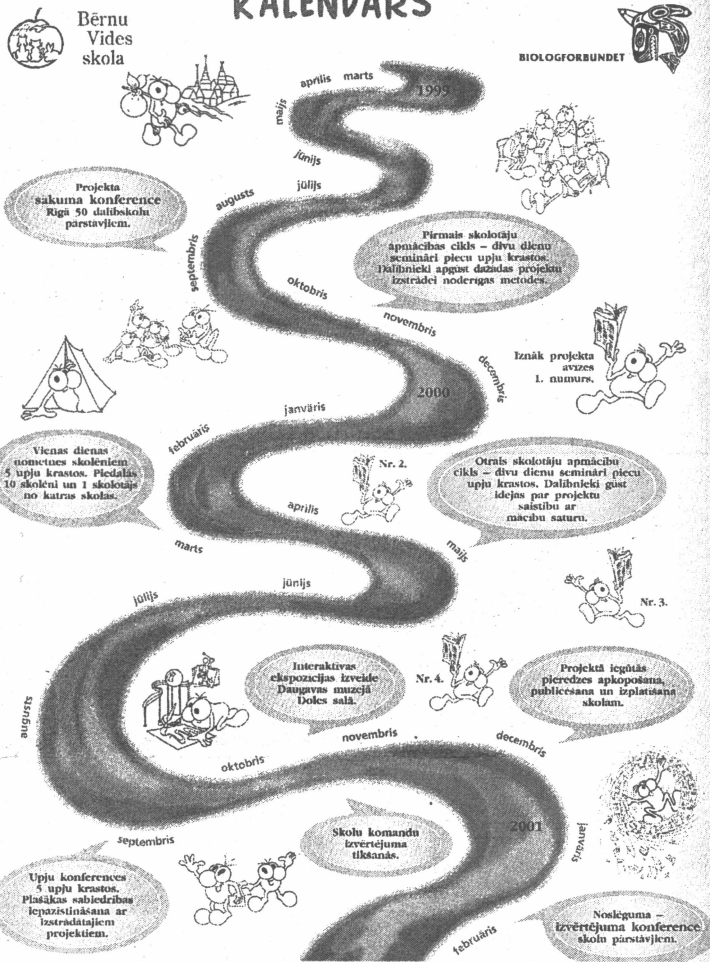 KALENDĀRS
Bērnu
Vides
skola
BIOLOGFORBUNDET
1999
marts
aprīlis
maijs
jūnijs
jūlijs
augusts
septembris
oktobris
novembris
decembris
Projekta
sākuma konference
Rīgā 50 dalībskolu
pārstāvjiem.
Pirmais skolotāju
apmācības cikls – divu dienu
semināri piecu upju krastos.
Dalībnieki apgūst dažādas projektu
izstrādei noderīgas metodes.
Iznāk projekta
avīzes
1. numurs.
2000
janvāris
februāris
marts
aprīlis
maijs
jūnijs
jūlijs
augusts
septembris
oktobris
novembris
decembris
Vienas dienas
nometnes skolēniem
5 upju krastos. Piedalās
10 skolēni un 1 skolotājs
no katras skolas.
Nr. 2.
Otrais skolotāju apmācību
cikls – divu dienu semināri piecu
upju krastos. Dalībnieki gūst
idejas par projektu
saistību ar
mācību saturu.
Nr. 3.
Interaktīvas
ekspozīcijas izveide
Daugavas muzejā
Doles salā.
Nr. 4.
Projektā iegūtās
pieredzes apkopošana,
publicēšana un izplatīšana
skolām.
Skolu komandu
izvērtējuma
tikšanās.
2001
janvāris
februāris
Upju konferences
5 upju krastos.
Plašākas sabiedrības
iepazīstināšana ar
izstrādātajiem
projektiem.
Noslēguma –
izvērtējuma konference
skolu pārstāvjiem.